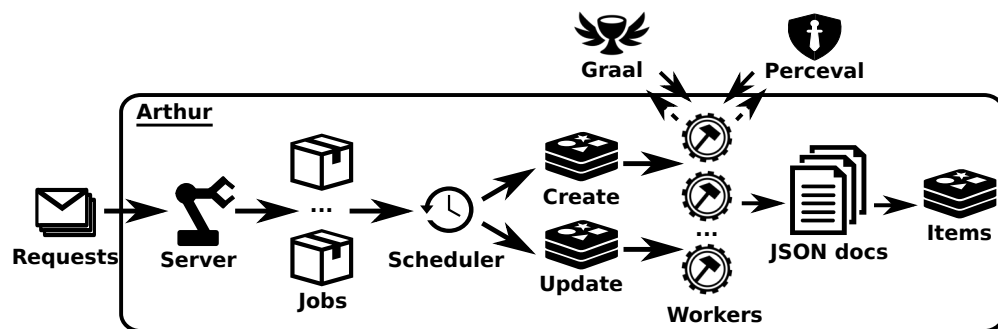 Graal
Perceval
Arthur
Requests
Server
...
Jobs
Scheduler
Create
Update
...
Workers
JSON docs
Items